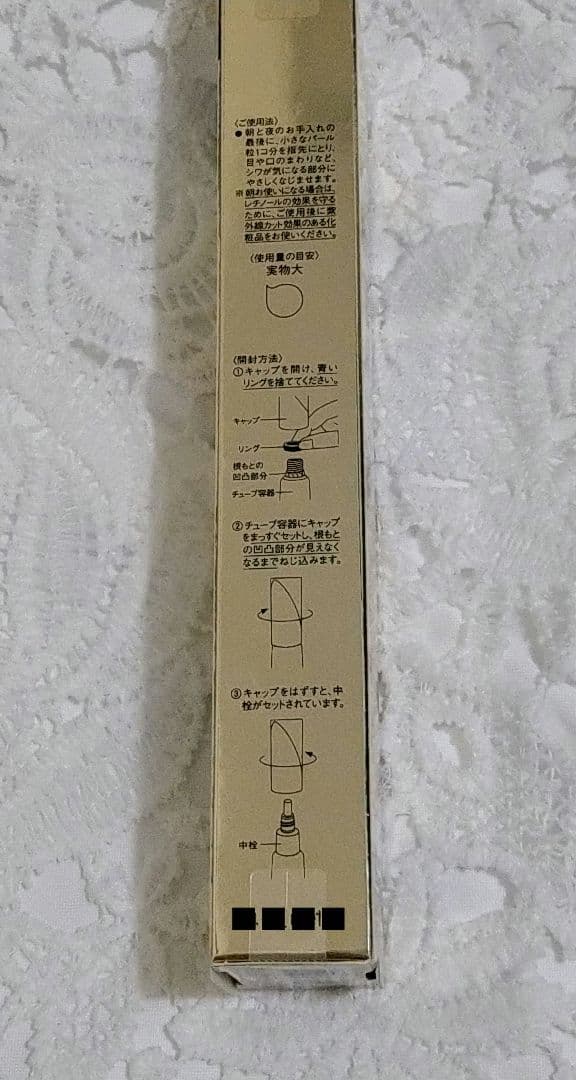 〈ご使用法〉
● 朝と夜のお手入れの
最後に、小さなパール
粒1コ分を指先にとり、
目や口のまわりなど、
シワが気になる部分に
やさしくなじませます。
※朝お使いになる場合は、
レチノールの効果を守る
ために、ご使用後に紫
外線カット効果のある化
粧品をお使いください。
〈使用量の目安〉
実物大
〈開封方法〉
①キャップを開け、青い
リングを捨ててください。
キャップ
リング
根もとの
凹凸部分
チューブ容器
②チューブ容器にキャップ
をまっすぐセットし、根もと
の凹凸部分が見えなく
なるまでねじ込みます。
③キャップをはずすと、中
栓がセットされています。
中栓